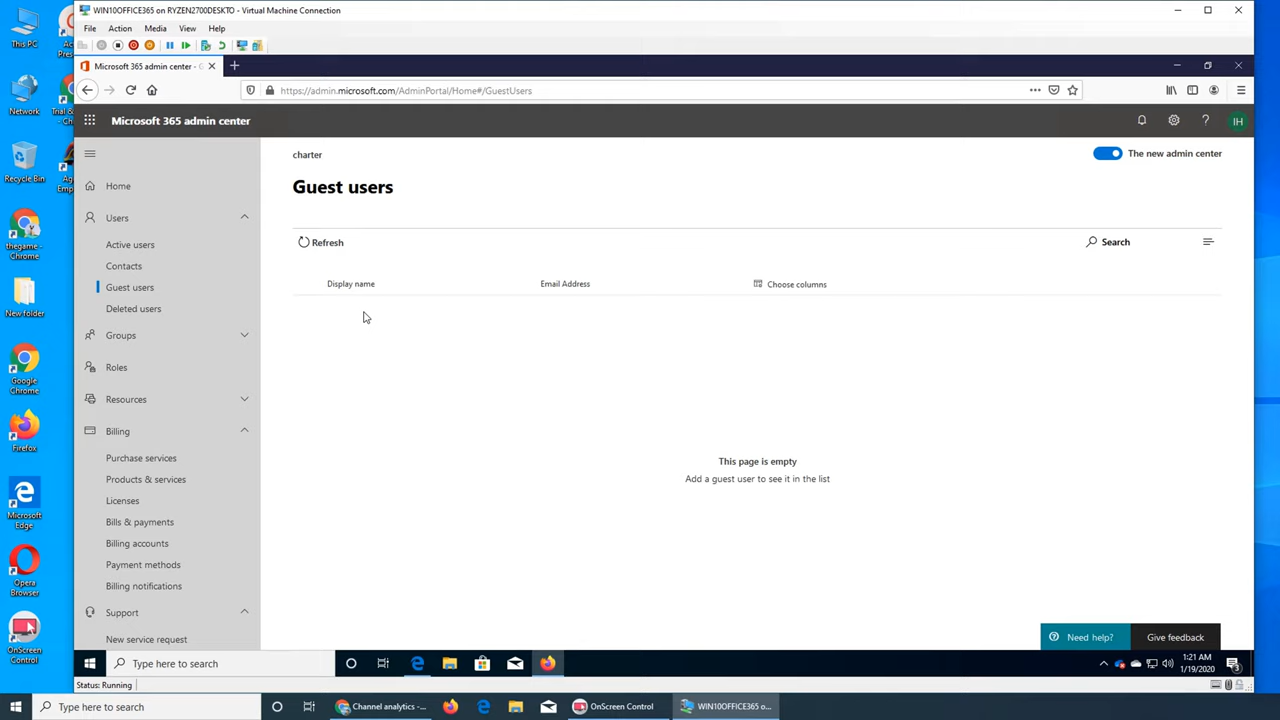 WIN10OFFICE365 on RYZEN2700DESKTO - Virtual Machine Connection
File Action Media View Help
Microsoft 365 admin center - G
https://admin.microsoft.com/AdminPortal/Home#/GuestUsers
Microsoft 365 admin center
IH
charter
The new admin center
Guest users
Refresh
Search
Display name Email Address Choose columns
This page is empty
Add a guest user to see it in the list
Home
Users
Active users
Contacts
Guest users
Deleted users
Groups
Roles
Resources
Billing
Purchase services
Products & services
Licenses
Bills & payments
Billing accounts
Payment methods
Billing notifications
Support
New service request
Need help?
Give feedback
Type here to search
1:21 AM
1/19/2020
3
Status: Running
This PC
Network
Recycle Bin
thegame -
Chrome
New folder
Google
Chrome
Firefox
Microsoft
Edge
Opera
Browser
OnScreen
Control
Type here to search
Channel analytics -...
OnScreen Control
WIN10OFFICE365 o...